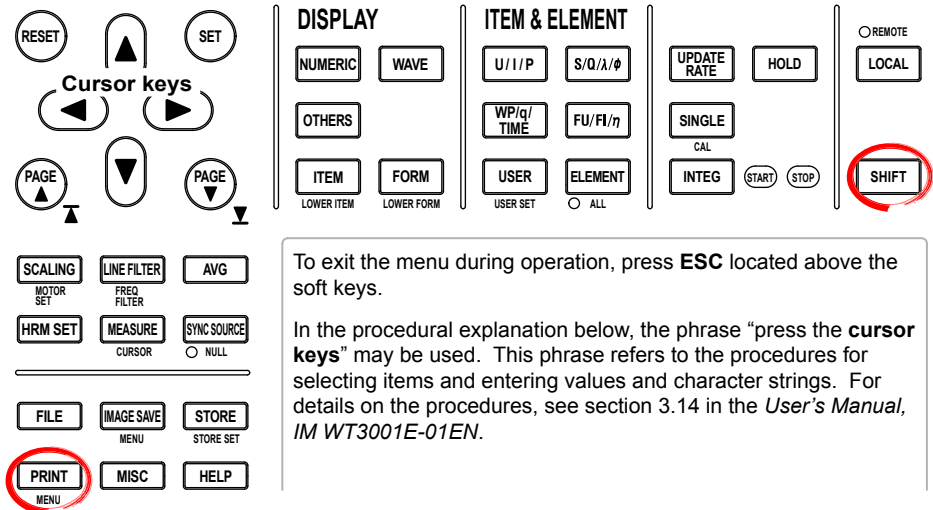 DISPLAY
ITEM & ELEMENT
RESET
SET
REMOTE
NUMERIC
WAVE
U / I / P
S/Q/λ/ø
UPDATE
RATE
HOLD
LOCAL
Cursor keys
OTHERS
WP/q/
TIME
FU/FI/η
SINGLE
CAL
PAGE
PAGE
ITEM
FORM
USER
ELEMENT
INTEG
START
STOP
SHIFT
LOWER ITEM
LOWER FORM
USER SET
ALL
SCALING
LINE FILTER
AVG
MOTOR
SET
FREQ
FILTER
HRM SET
MEASURE
SYNC SOURCE
CURSOR
NULL
FILE
IMAGE SAVE
STORE
MENU
STORE SET
PRINT
MISC
HELP
MENU
To exit the menu during operation, press ESC located above the
soft keys.
In the procedural explanation below, the phrase “press the cursor
keys” may be used. This phrase refers to the procedures for
selecting items and entering values and character strings. For
details on the procedures, see section 3.14 in the User’s Manual,
IM WT3001E-01EN.